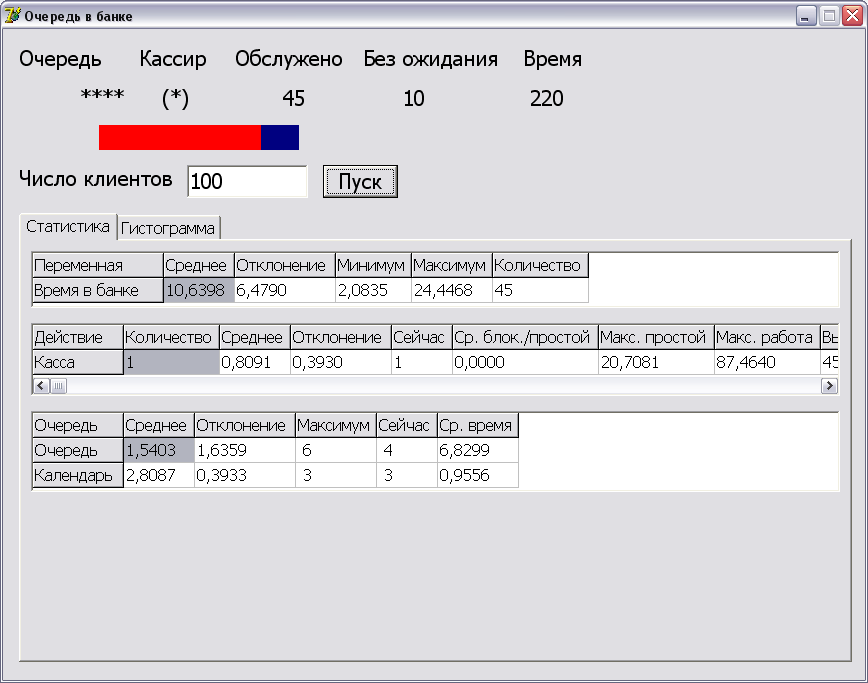 Очередь в банке
Очередь Кассир Обслужено Без ожидания Время
**** (*) 45 10 220
Число клиентов 100 Пуск
Статистика Гистограмма
Переменная Среднее Отклонение Минимум Максимум Количество
Время в банке 10,6398 6,4790 2,0835 24,4468 45
Действие Количество Среднее Отклонение Сейчас Ср. блок./простой Макс. простой Макс. работа Вы
Касса 1 0,8091 0,3930 1 0,0000 20,7081 87,4640 45
Очередь Среднее Отклонение Максимум Сейчас Ср. время
Очередь 1,5403 1,6359 6 4 6,8299
Календарь 2,8087 0,3933 3 3 0,9556